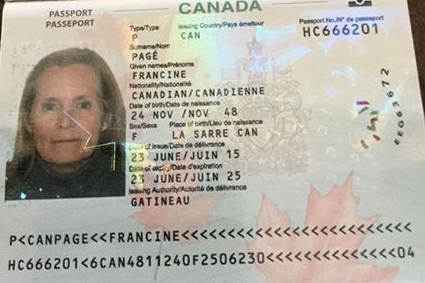 CANADA
PASSPORT
PASSEPORT
Type/Type
P
Issuing Country/Pays émetteur
CAN
Passport No./N° de passeport
HC666201
Surname/Nom
PAGÉ
Given names/Prénoms
FRANCINE
Nationality/Nationalité
CANADIAN/CANADIENNE
Date of birth/Date de naissance
24 NOV /NOV 48
Sex/Sexe
F
Place of birth/Lieu de naissance
LA SARRE CAN
Date of issue/Date de délivrance
23 JUNE/JUIN 15
Date of expiry/Date d'expiration
23 JUNE/JUIN 25
Issuing Authority/Autorité de délivrance
GATINEAU
P<CANPAGE<<FRANCINE<<<<<<<<<<<<<<<<<<<<<<<<<
HC666201<6CAN4811240F2506230<<<<<<<<<<<<<<04